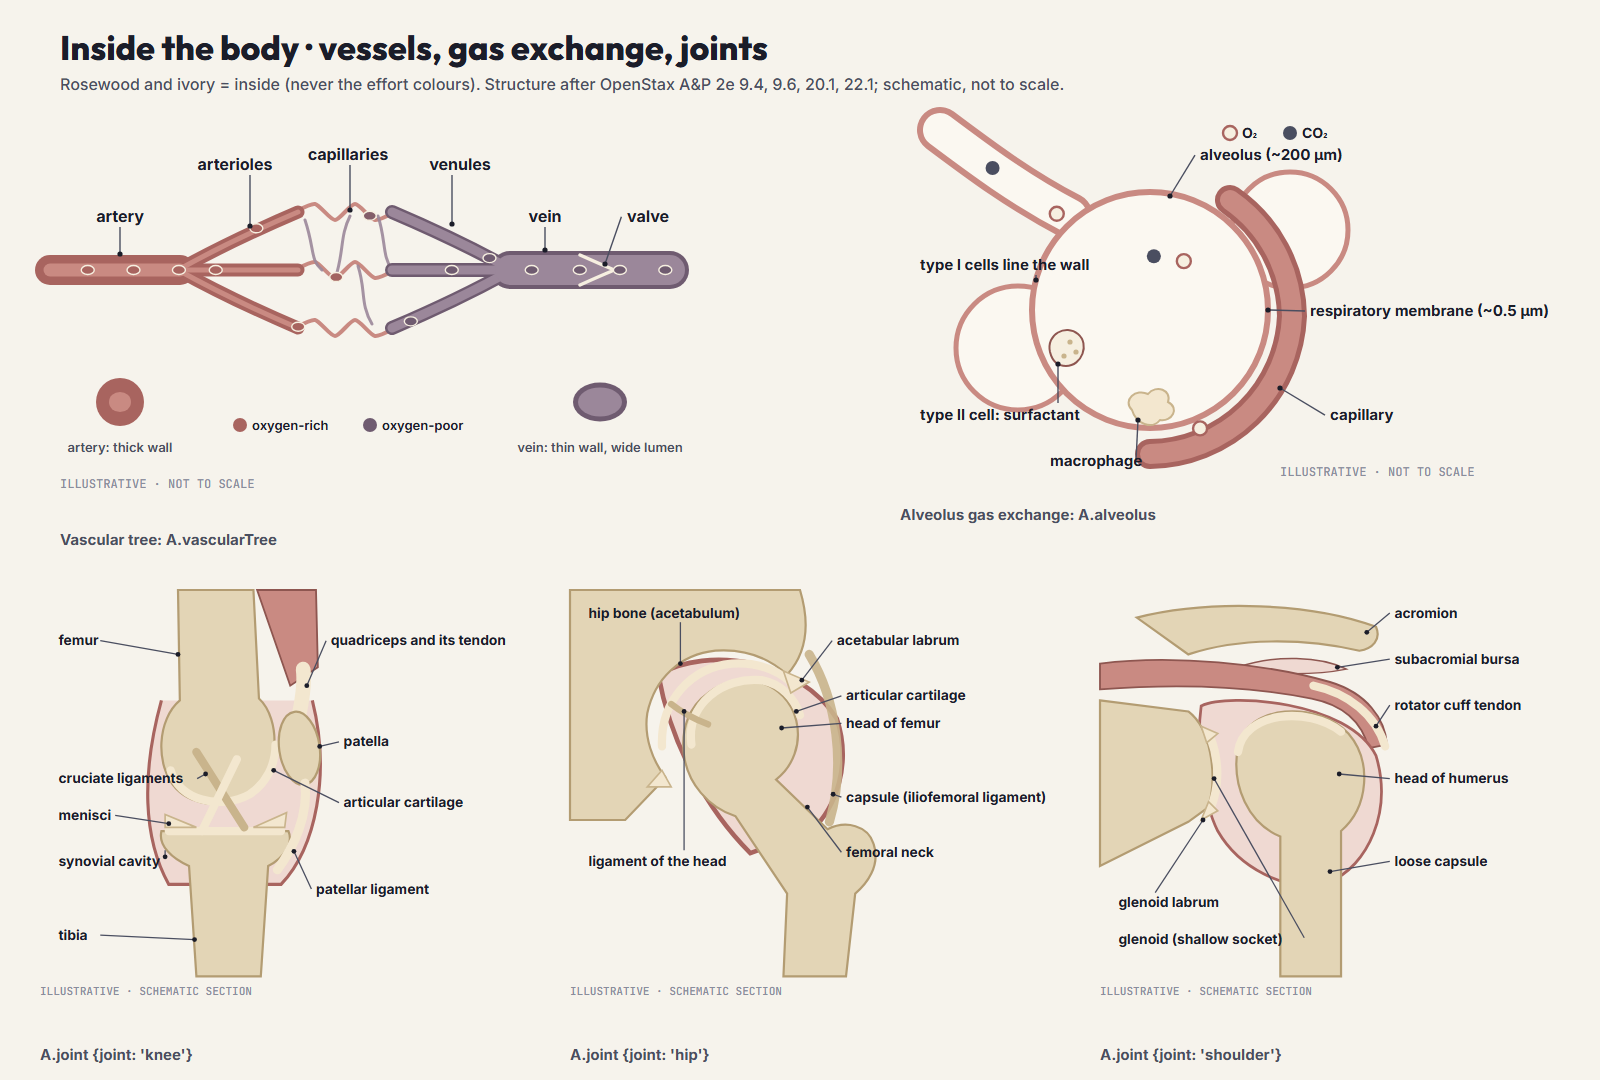 Inside the body · vessels, gas exchange, joints
Rosewood and ivory = inside (never the effort colours). Structure after OpenStax A&P 2e 9.4, 9.6, 20.1, 22.1; schematic, not to scale.
artery
arterioles
capillaries
venules
vein
valve
artery: thick wall
oxygen-rich
oxygen-poor
vein: thin wall, wide lumen
ILLUSTRATIVE · NOT TO SCALE
Vascular tree: A.vascularTree
O₂
CO₂
alveolus (~200 µm)
type I cells line the wall
respiratory membrane (~0.5 µm)
type II cell: surfactant
capillary
macrophage
ILLUSTRATIVE · NOT TO SCALE
Alveolus gas exchange: A.alveolus
femur
quadriceps and its tendon
patella
cruciate ligaments
articular cartilage
menisci
synovial cavity
patellar ligament
tibia
ILLUSTRATIVE · SCHEMATIC SECTION
A.joint {joint: 'knee'}
hip bone (acetabulum)
acetabular labrum
articular cartilage
head of femur
capsule (iliofemoral ligament)
femoral neck
ligament of the head
ILLUSTRATIVE · SCHEMATIC SECTION
A.joint {joint: 'hip'}
acromion
subacromial bursa
rotator cuff tendon
head of humerus
loose capsule
glenoid labrum
glenoid (shallow socket)
ILLUSTRATIVE · SCHEMATIC SECTION
A.joint {joint: 'shoulder'}